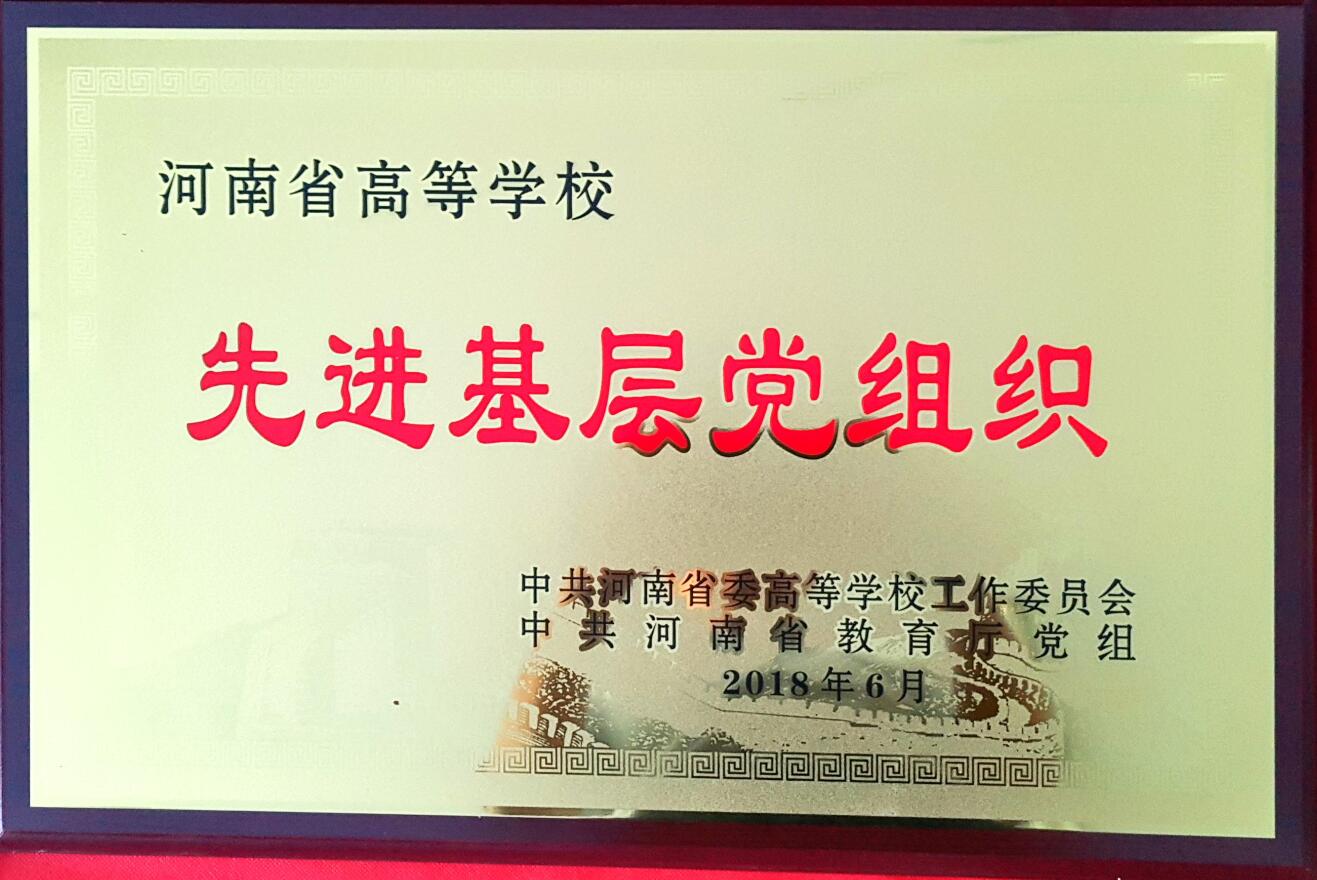 河南省高等学校
先进基层党组织
中共河南省委高等学校工作委员会
中共河南省教育厅党组
2018年6月